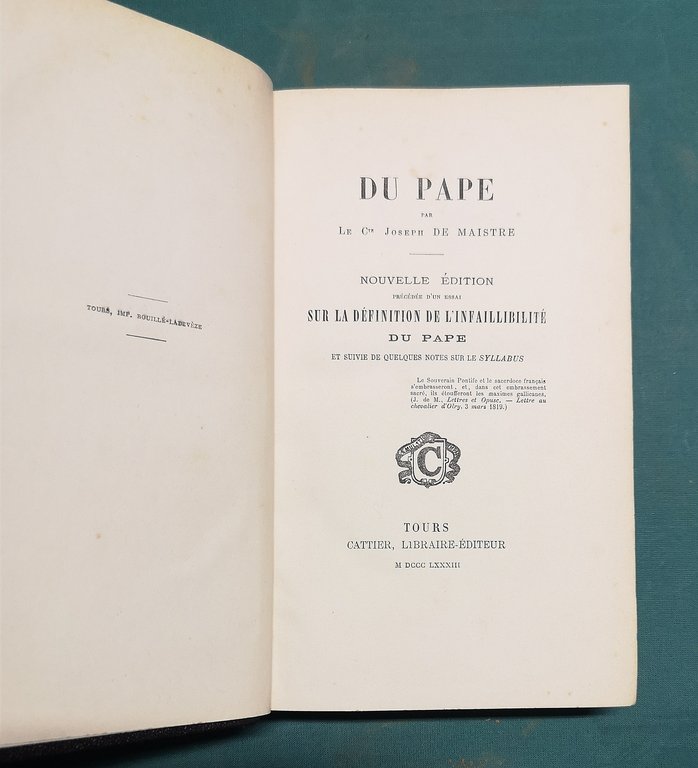 TOURS, IMP. ROUILLÉ-LADEVÈZE
DU PAPE
PAR
LE Cte JOSEPH DE MAISTRE
NOUVELLE ÉDITION
PRÉCÉDÉE D'UN ESSAI
SUR LA DÉFINITION DE L'INFAILLIBILITÉ
DU PAPE
ET SUIVIE DE QUELQUES NOTES SUR LE SYLLABUS
Le Souverain Pontife et le sacerdoce français
s'embrasseront, et, dans cet embrassement
sacré, ils étoufferont les maximes gallicanes,
(J. de M., Lettres et Opusc. — Lettre au
chevalier d'Olry, 3 mars 1819.)
C
TOURS
CATTIER, LIBRAIRE-ÉDITEUR
M DCCC LXXXIII